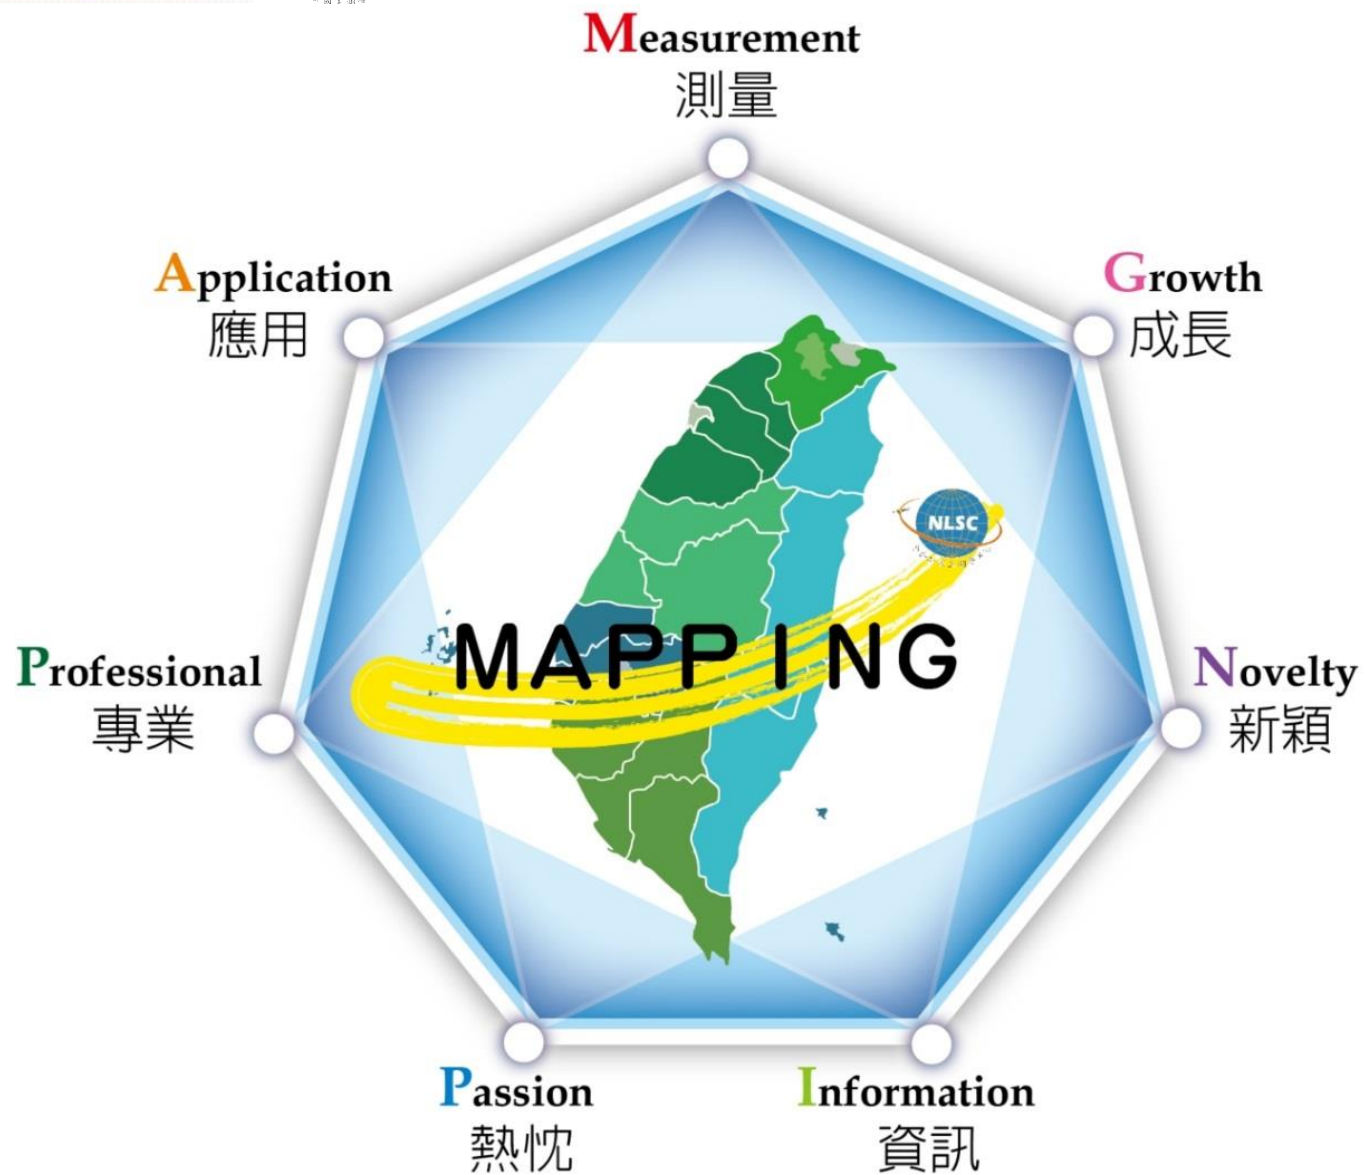 Measurement
測量
Application
應用
Growth
成長
NLSC
MAPPING
Professional
專業
Novelty
新穎
Passion
熱忱
Information
資訊